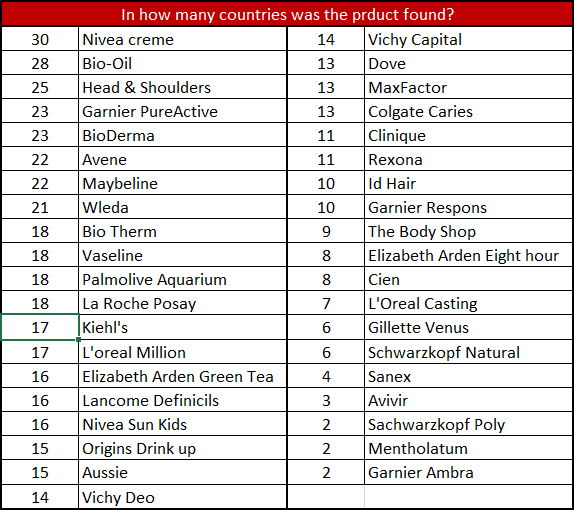 In how many countries was the prduct found?
30 Nivea creme 14 Vichy Capital
28 Bio-Oil 13 Dove
25 Head & Shoulders 13 MaxFactor
23 Garnier PureActive 13 Colgate Caries
23 BioDerma 11 Clinique
22 Avene 11 Rexona
22 Maybeline 10 Id Hair
21 Wleda 10 Garnier Respons
18 Bio Therm 9 The Body Shop
18 Vaseline 8 Elizabeth Arden Eight hour
18 Palmolive Aquarium 8 Cien
18 La Roche Posay 7 L'Oreal Casting
17 Kiehl's 6 Gillette Venus
17 L'oreal Million 6 Schwarzkopf Natural
16 Elizabeth Arden Green Tea 4 Sanex
16 Lancome Definicils 3 Avivir
16 Nivea Sun Kids 2 Sachwarzkopf Poly
15 Origins Drink up 2 Mentholatum
15 Aussie 2 Garnier Ambra
14 Vichy Deo